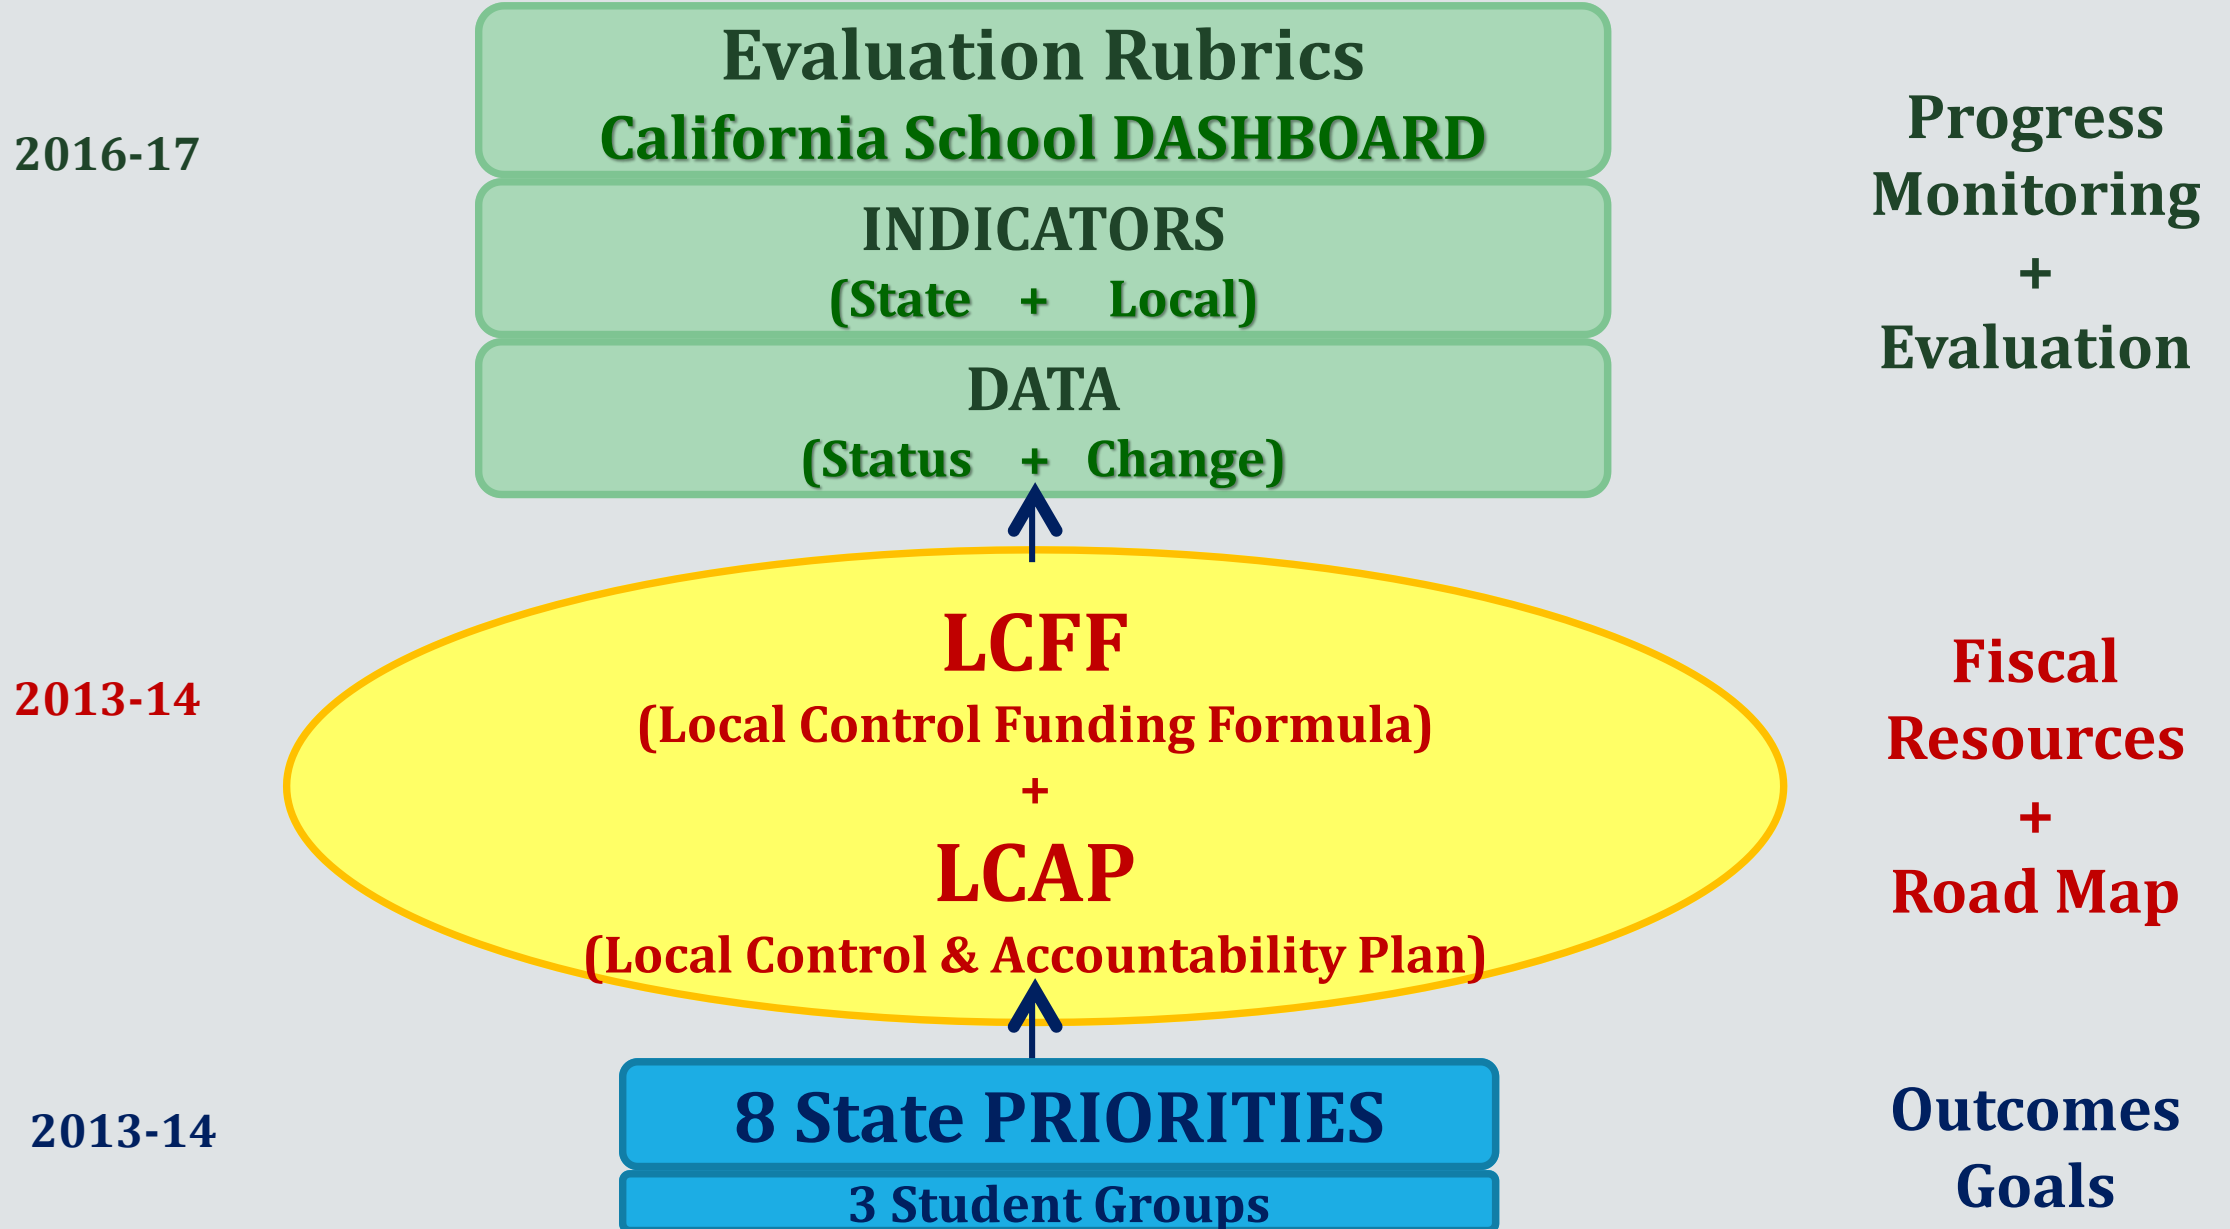 Evaluation Rubrics
California School DASHBOARD
2016-17
INDICATORS
(State + Local)
DATA
(Status + Change)
Progress
Monitoring
+
Evaluation
2013-14
LCFF
(Local Control Funding Formula)
+
LCAP
(Local Control & Accountability Plan)
Fiscal
Resources
+
Road Map
2013-14
8 State PRIORITIES
3 Student Groups
Outcomes
Goals